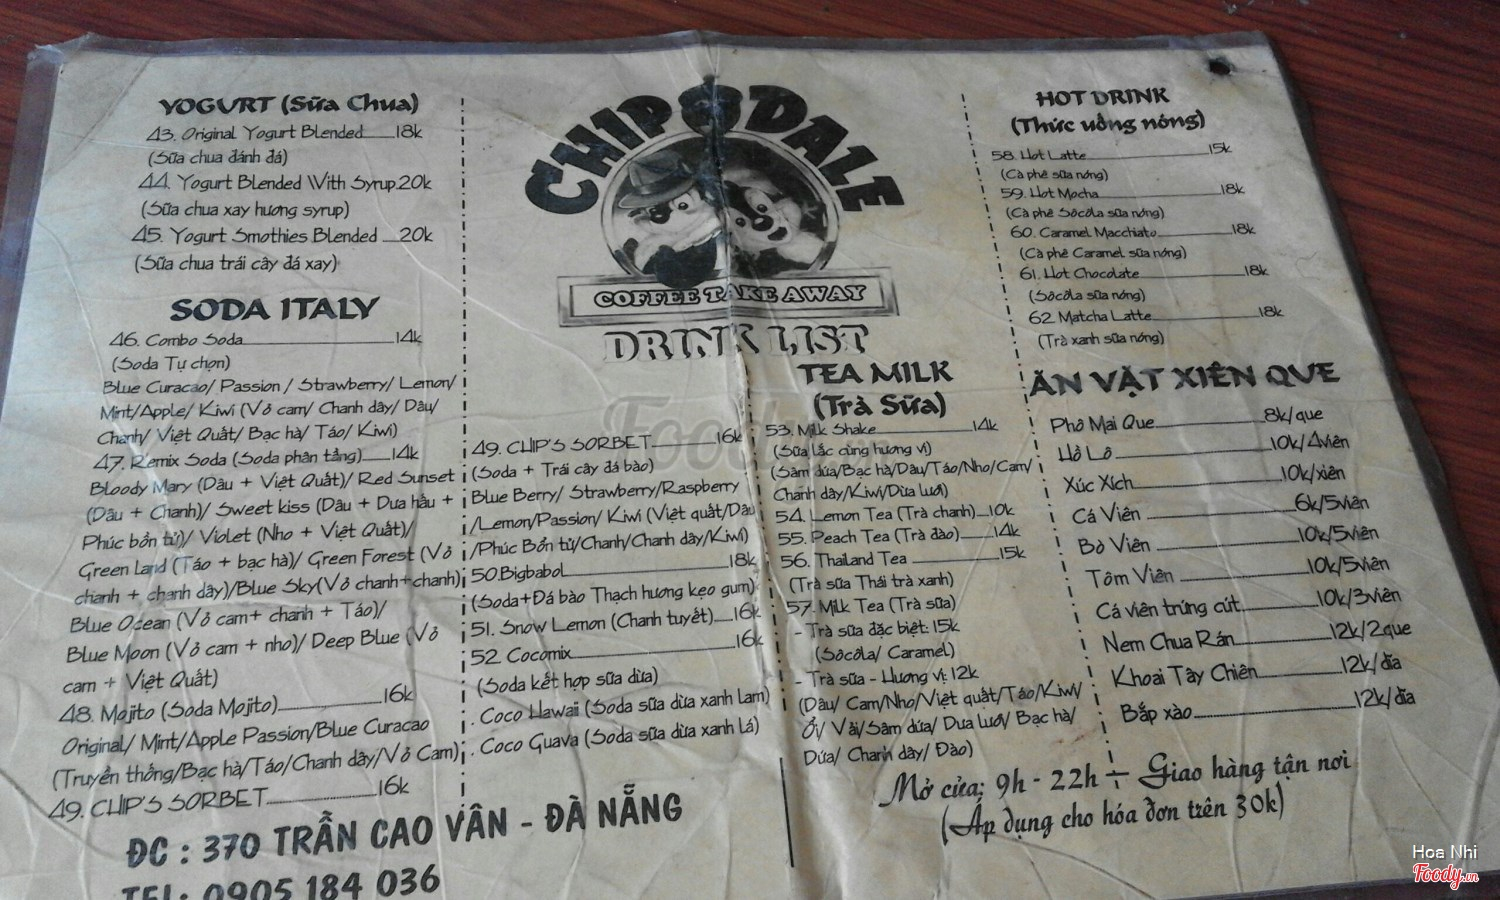 YOGURT (Sữa Chua)
43. Original Yogurt Blended 18k
(Sữa chua đánh đá)
44. Yogurt Blended With Syrup 20k
(Sữa chua xay hương syrup)
45. Yogurt Smothies Blended 20k
(Sữa chua trái cây đá xay)
SODA ITALY
46. Combo Soda 14k
(Soda Tự chọn)
Blue Curacao/ Passion / Strawberry/ Lemon/
Mint/Apple/ Kiwi (Vỏ cam/ Chanh dây/ Dâu/
Chanh/ Việt Quất/ Bạc hà/ Táo/ Kiwi)
47. Remix Soda (Soda phân tầng) 14k
Bloody Mary (Dâu + Việt Quất)/ Red Sunset
(Dâu + Chanh)/ Sweet kiss (Dâu + Dưa hấu +
Phúc bồn tử)/ Violet (Nho + Việt Quất)/
Green Land (Táo + bạc hà)/ Green Forest (Vỏ
chanh + chanh dây)/Blue Sky(Vỏ chanh+chanh)
Blue Ocean (Vỏ cam+ chanh + Táo)/
Blue Moon (Vỏ cam + nho)/ Deep Blue (Vỏ
cam + Việt Quất)
48. Mojito (Soda Mojito) 16k
Original/ Mint/Apple Passion/Blue Curacao
(Truyền thống/Bạc hà/Táo/Chanh dây/Vỏ Cam)
49. CHIP'S SORBET 16k
CHIP&DALE
COFFEE TAKE AWAY
DRINK LIST
49. CHIP'S SORBET 16k
(Soda + Trái cây đá bào)
Blue Berry/ Strawberry/Raspberry
/Lemon/Passion/ Kiwi (Việt quất/Dâu
/Phúc Bồn tử/Chanh/Chanh dây/Kiwi)
50.Bigbabol 18k
(Soda+Đá bào Thạch hương kẹo gum)
51. Snow Lemon (Chanh tuyết) 16k
52. Cocomix 16k
(Soda kết hợp sữa dừa)
. Coco Hawaii (Soda sữa dừa xanh lam)
. Coco Guava (Soda sữa dừa xanh lá)
TEA MILK
(Trà Sữa)
53. Milk Shake 14k
(Sữa lắc cùng hương vị)
(Sâm dứa/Bạc hà/Dâu/Táo/Nho/Cam/
Chanh dây/Kiwi/Dừa lưới)
54. Lemon Tea (Trà chanh) 10k
55. Peach Tea (Trà đào) 14k
56. Thailand Tea 15k
(Trà sữa Thái trà xanh)
57. Milk Tea (Trà sữa)
- Trà sữa đặc biệt: 15k
(Sôcôla/ Caramel)
- Trà sữa - Hương vị: 12k
(Dâu/ Cam/Nho/Việt quất/Táo/Kiwi/
Ổi/ Vải/Sâm dứa/ Dưa lưới/ Bạc hà/
Dứa/ Chanh dây/ Đào)
HOT DRINK
(Thức uống nóng)
58. Hot Latte 15k
(Cà phê sữa nóng)
59. Hot Mocha 18k
(Cà phê Sôcôla sữa nóng)
60. Caramel Macchiato 18k
(Cà phê Caramel sữa nóng)
61. Hot Chocolate 18k
(Sôcôla sữa nóng)
62. Matcha Latte 18k
(Trà xanh sữa nóng)
ĂN VẶT XIÊN QUE
Phô Mai Que 8k/que
Hồ Lô 10k/4viên
Xúc Xích 10k/xiên
Cá Viên 6k/5viên
Bò Viên 10k/5viên
Tôm Viên 10k/5viên
Cá viên trứng cút 10k/3viên
Nem Chua Rán 12k/2que
Khoai Tây Chiên 12k/đĩa
Bắp xào 12k/đĩa
Mở cửa: 9h - 22h - Giao hàng tận nơi
(Áp dụng cho hóa đơn trên 30k)
ĐC : 370 TRẦN CAO VÂN - ĐÀ NẴNG
TEL: 0905 184 036
Foody.vn
Hoa Nhi
Foody.vn